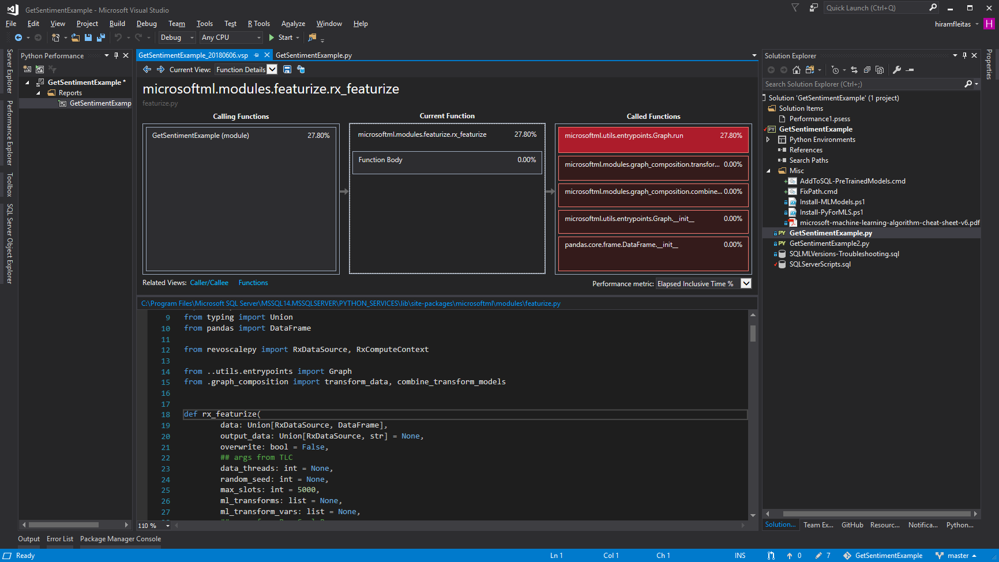 GetSentimentExample - Microsoft Visual Studio
Quick Launch (Ctrl+Q)
File Edit View Project Build Debug Team Tools Test R Tools Analyze Window Help
hiramfleitas H
Debug Any CPU Start
Server Explorer
Performance Explorer
Toolbox
SQL Server Object Explorer
Python Performance
GetSentimentExample *
Reports
GetSentimentExamp
GetSentimentExample_20180606.vsp GetSentimentExample.py
Current View: Function Details
microsoftml.modules.featurize.rx_featurize
featurize.py
Calling Functions Current Function Called Functions
GetSentimentExample (module) 27.80%
microsoftml.modules.featurize.rx_featurize 27.80%
Function Body 0.00%
microsoftml.utils.entrypoints.Graph.run 27.80%
microsoftml.modules.graph_composition.transfor... 0.00%
microsoftml.modules.graph_composition.combine... 0.00%
microsoftml.utils.entrypoints.Graph.__init__ 0.00%
pandas.core.frame.DataFrame.__init__ 0.00%
Related Views: Caller/Callee Functions
Performance metric: Elapsed Inclusive Time %
C:\Program Files\Microsoft SQL Server\MSSQL14.MSSQLSERVER\PYTHON_SERVICES\lib\site-packages\microsoftml\modules\featurize.py
9 from typing import Union
10 from pandas import DataFrame
11
12 from revoscalepy import RxDataSource, RxComputeContext
13
14 from ..utils.entrypoints import Graph
15 from .graph_composition import transform_data, combine_transform_models
16
17
18 def rx_featurize(
19 data: Union[RxDataSource, DataFrame],
20 output_data: Union[RxDataSource, str] = None,
21 overwrite: bool = False,
22 ## args from TLC
23 data_threads: int = None,
24 random_seed: int = None,
25 max_slots: int = 5000,
26 ml_transforms: list = None,
27 ml_transform_vars: list = None,
110 %
Solution Explorer
Search Solution Explorer (Ctrl+;)
Solution 'GetSentimentExample' (1 project)
Solution Items
Performance1.psess
PY GetSentimentExample
Python Environments
References
Search Paths
Misc
AddToSQL-PreTrainedModels.cmd
FixPath.cmd
Install-MLModels.ps1
Install-PyForMLS.ps1
microsoft-machine-learning-algorithm-cheat-sheet-v6.pdf
PY GetSentimentExample.py
PY GetSentimentExample2.py
SQLMLVersions-Troubleshooting.sql
SQLServerScripts.sql
Solution... Team Ex... GitHub Resourc... Notifica... Python...
Properties
Output Error List Package Manager Console
Ready Ln 1 Col 1 Ch 1 INS 0 7 GetSentimentExample master